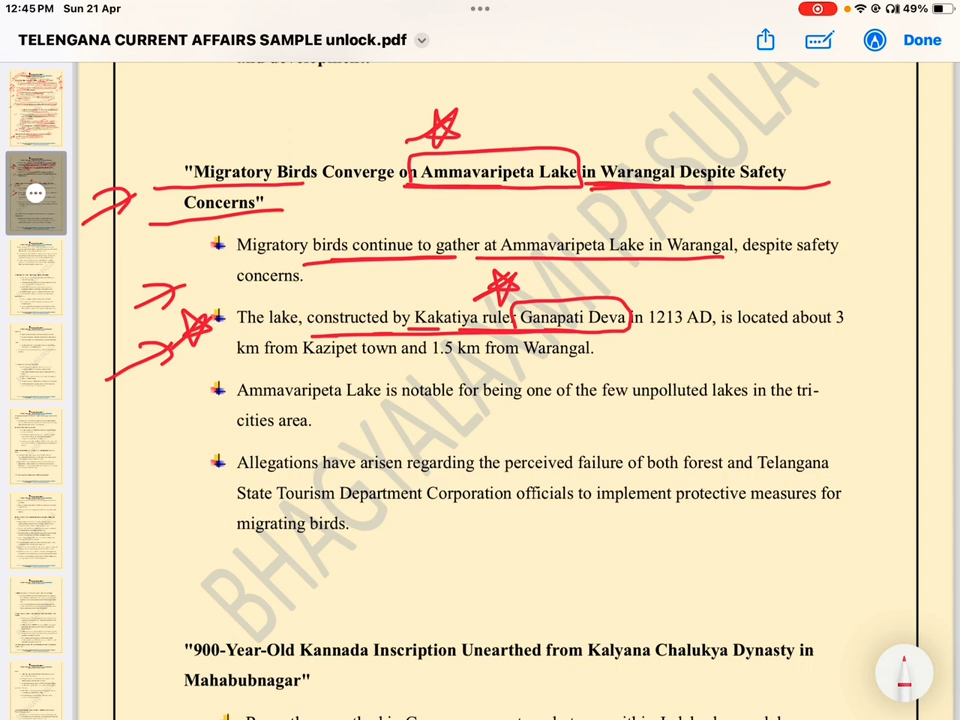 12:45 PM Sun 21 Apr
49%
TELENGANA CURRENT AFFAIRS SAMPLE unlock.pdf
Done
"Migratory Birds Converge on Ammavaripeta Lake in Warangal Despite Safety
Concerns"
Migratory birds continue to gather at Ammavaripeta Lake in Warangal, despite safety
concerns.
The lake, constructed by Kakatiya ruler Ganapati Deva in 1213 AD, is located about 3
km from Kazipet town and 1.5 km from Warangal.
Ammavaripeta Lake is notable for being one of the few unpolluted lakes in the tri-
cities area.
Allegations have arisen regarding the perceived failure of both forest and Telangana
State Tourism Department Corporation officials to implement protective measures for
migrating birds.
"900-Year-Old Kannada Inscription Unearthed from Kalyana Chalukya Dynasty in
Mahabubnagar"
BHAGYALAXMI PASULA